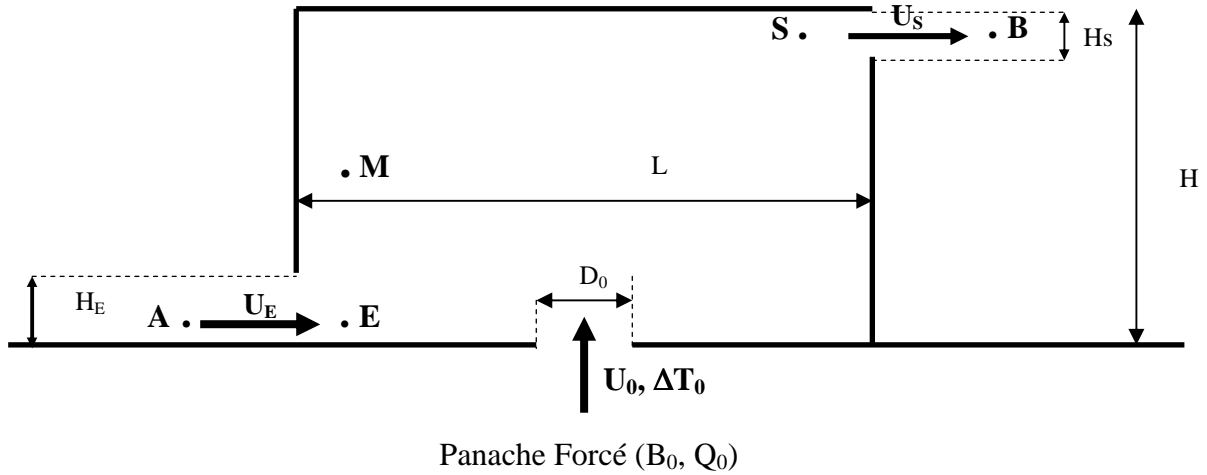 S U_S B Hs
M L H
H_E A U_E E D_0
U_0, ΔT_0
Panache Forcé (B_0, Q_0)